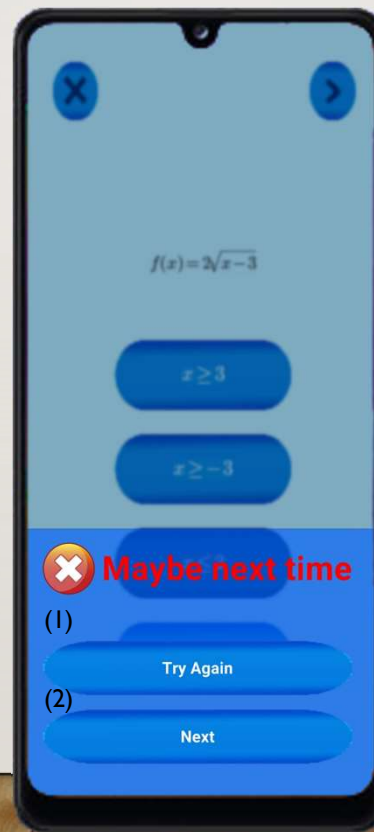 f(x)=2√x−3
x≥3
x≥−3
Maybe next time
(1)
Try Again
(2)
Next